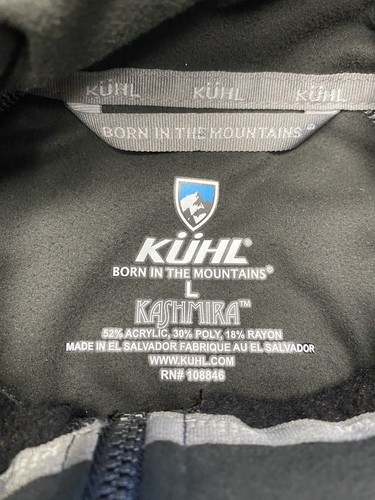 KÜHL KÜHL KÜHL
BORN IN THE MOUNTAINS®
KÜHL®
BORN IN THE MOUNTAINS®
L
KASHMIRA™
52% ACRYLIC, 30% POLY, 18% RAYON
MADE IN EL SALVADOR FABRIQUE AU EL SALVADOR
WWW.KUHL.COM
RN# 108846